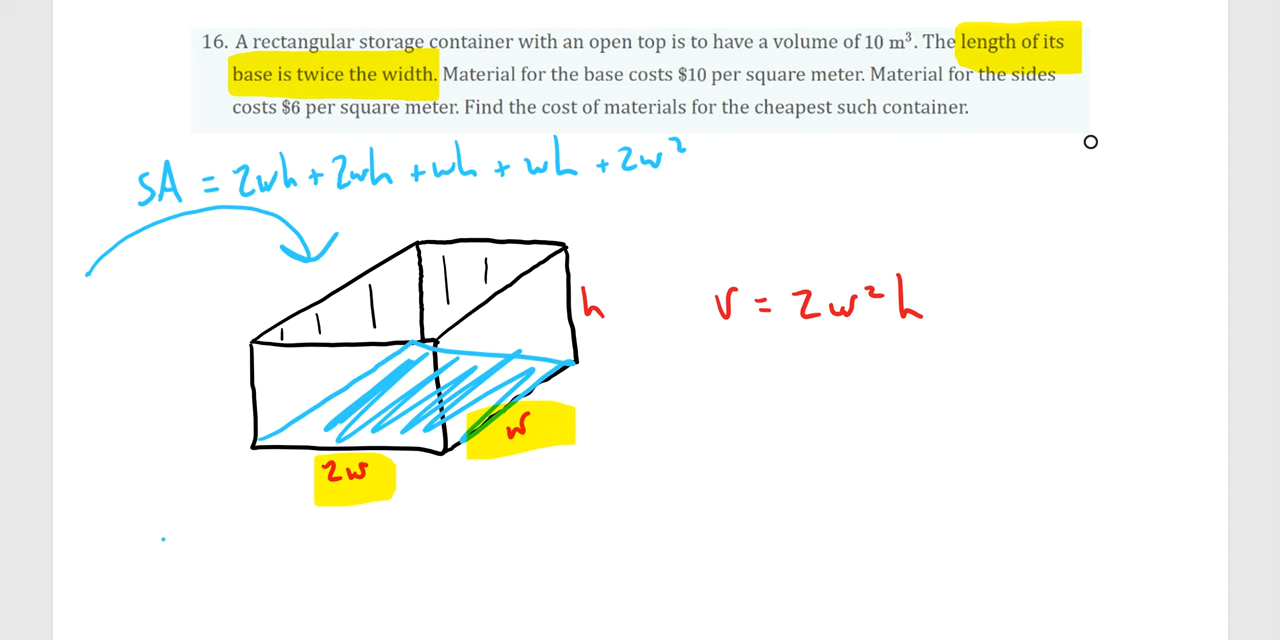 16. A rectangular storage container with an open top is to have a volume of 10 m³. The length of its
base is twice the width. Material for the base costs $10 per square meter. Material for the sides
costs $6 per square meter. Find the cost of materials for the cheapest such container.
SA = 2wh + 2wh + wh + wh + 2w²
h
V = 2w²h
w
2w